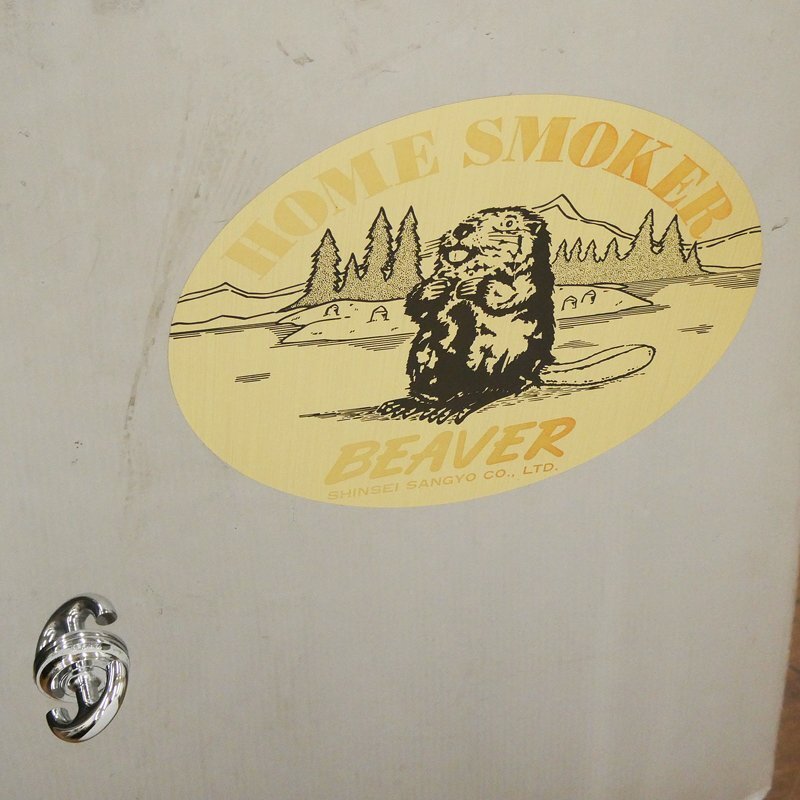 HOME SMOKER
BEAVER
SHINSEI SANGYO CO., LTD.